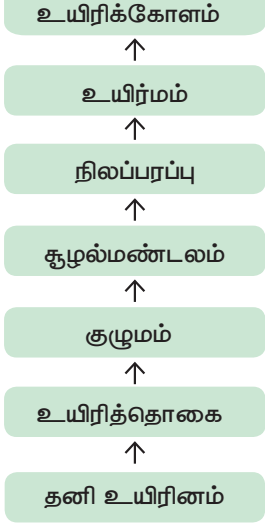 உயிரிக்கோளம்
உயிர்மம்
நிலப்பரப்பு
சூழல்மண்டலம்
குழுமம்
உயிரித்தொகை
தனி உயிரினம்